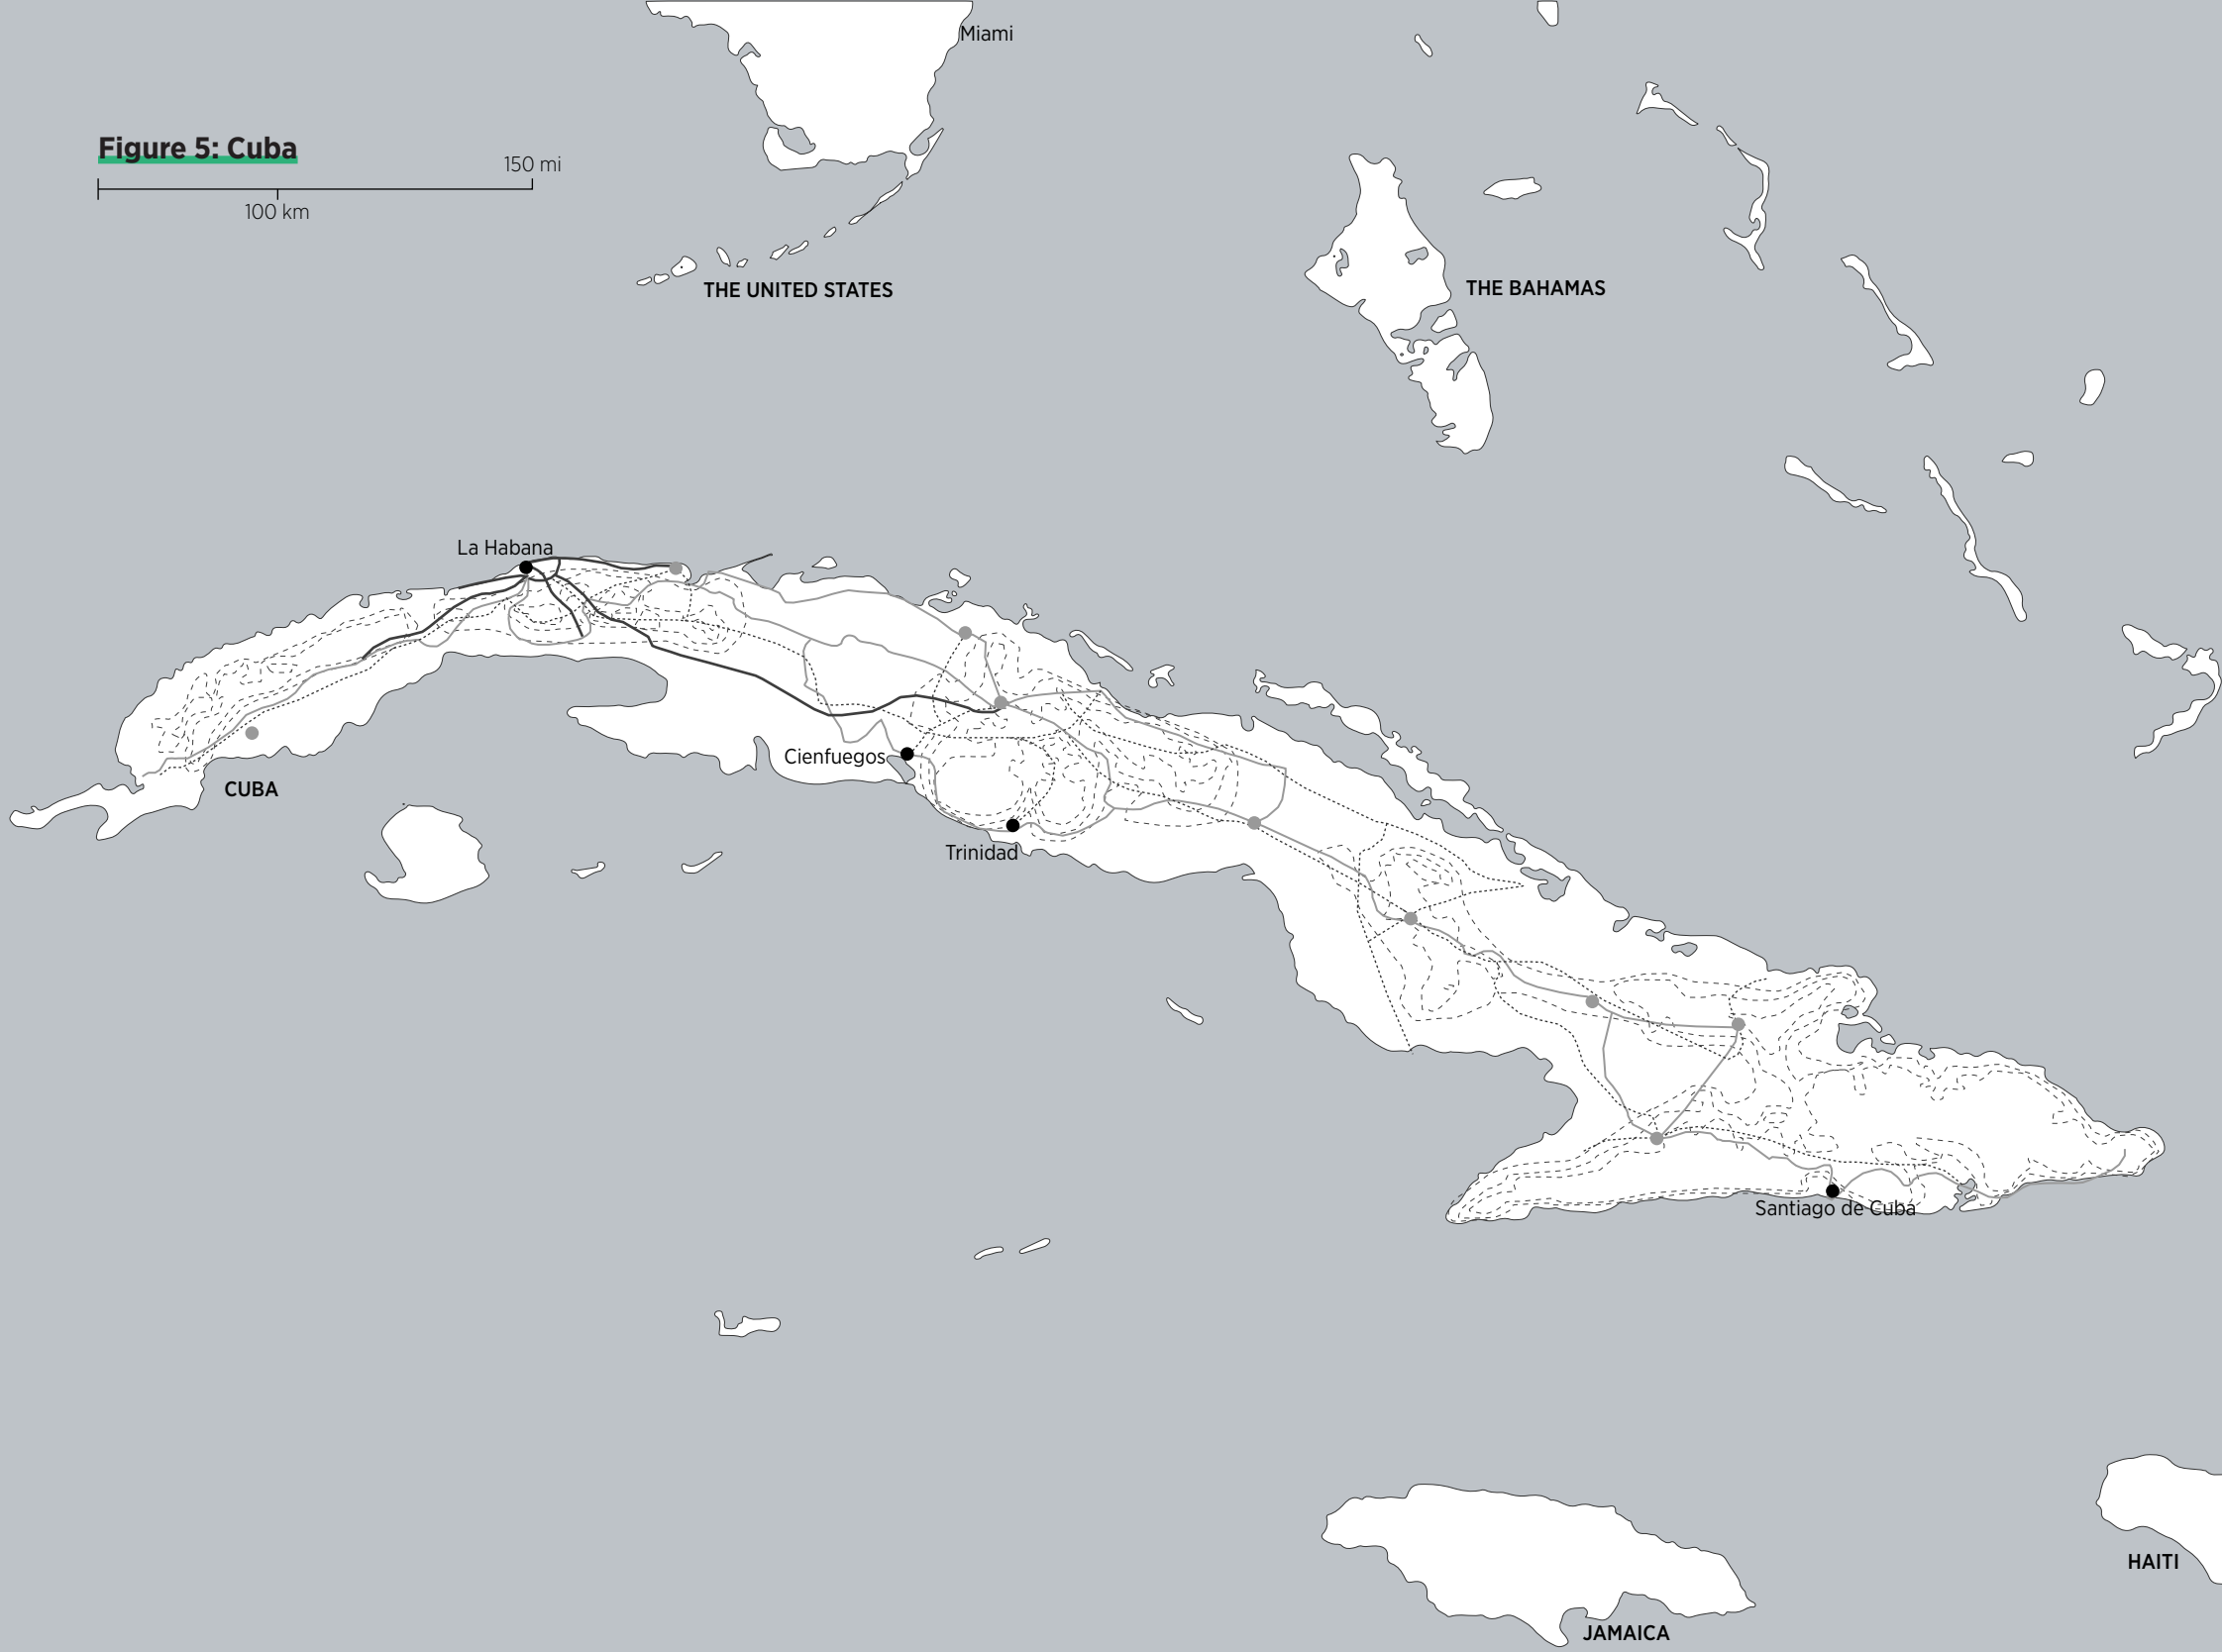 Miami
Figure 5: Cuba
150 mi
100 km
THE UNITED STATES
THE BAHAMAS
La Habana
Cienfuegos
CUBA
Trinidad
Santiago de Cuba
HAITI
JAMAICA